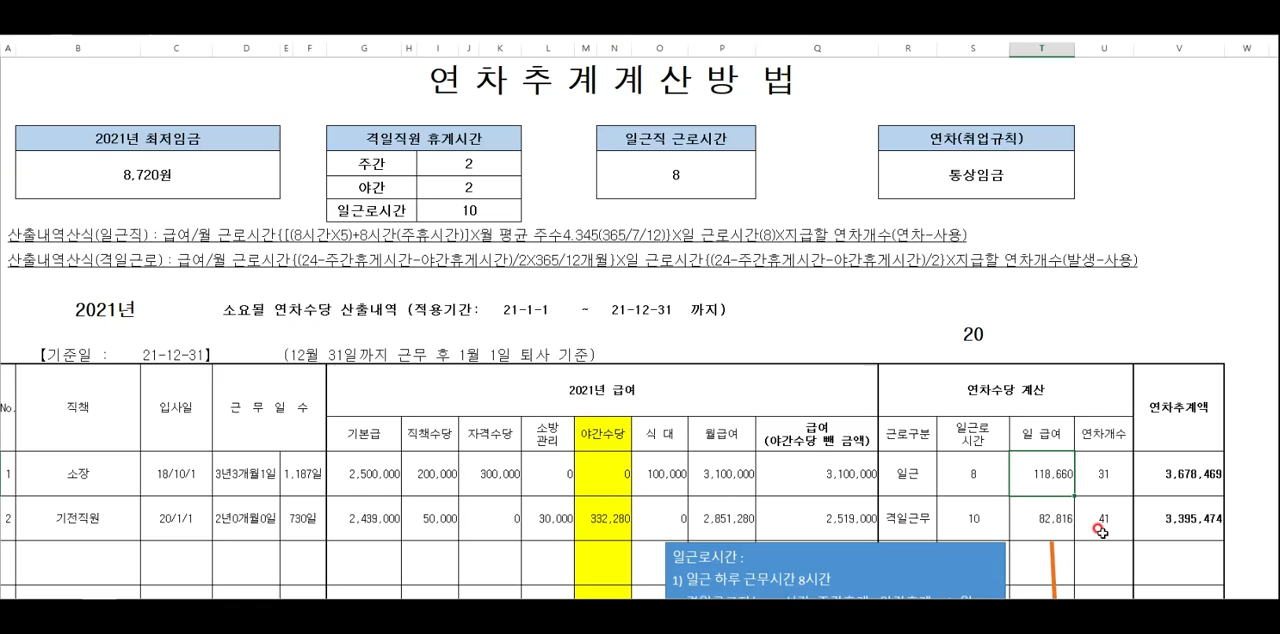 A B C D E F G H I J K L M N O P Q R S T U V W
연 차 추 계 계 산 방 법
2021년 최저임금
8,720원
격일직원 휴게시간
주간 2
야간 2
일근로시간 10
일근직 근로시간
8
연차(취업규칙)
통상임금
산출내역산식(일근직) : 급여/월 근로시간{[(8시간X5)+8시간(주휴시간)]X월 평균 주수4.345(365/7/12)}X일 근로시간(8)X지급할 연차개수(연차-사용)
산출내역산식(격일근로) : 급여/월 근로시간{(24-주간휴게시간-야간휴게시간)/2X365/12개월}X일 근로시간{(24-주간휴게시간-야간휴게시간)/2}X지급할 연차개수(발생-사용)
2021년 소요될 연차수당 산출내역 (적용기간: 21-1-1 ~ 21-12-31 까지)
20
【기준일 : 21-12-31】 (12월 31일까지 근무 후 1월 1일 퇴사 기준)
No. 직책 입사일 근 무 일 수 2021년 급여 연차수당 계산 연차추계액
기본급 직책수당 자격수당 소방관리 야간수당 식 대 월급여 급여(야간수당 뺀 금액) 근로구분 일근로시간 일 급여 연차개수
1 소장 18/10/1 3년3개월1일 1,187일 2,500,000 200,000 300,000 0 0 100,000 3,100,000 3,100,000 일근 8 118,660 31 3,678,469
2 기전직원 20/1/1 2년0개월0일 730일 2,439,000 50,000 0 30,000 332,280 0 2,851,280 2,519,000 격일근무 10 82,816 41 3,395,474
일근로시간 :
1) 일근 하루 근무시간 8시간